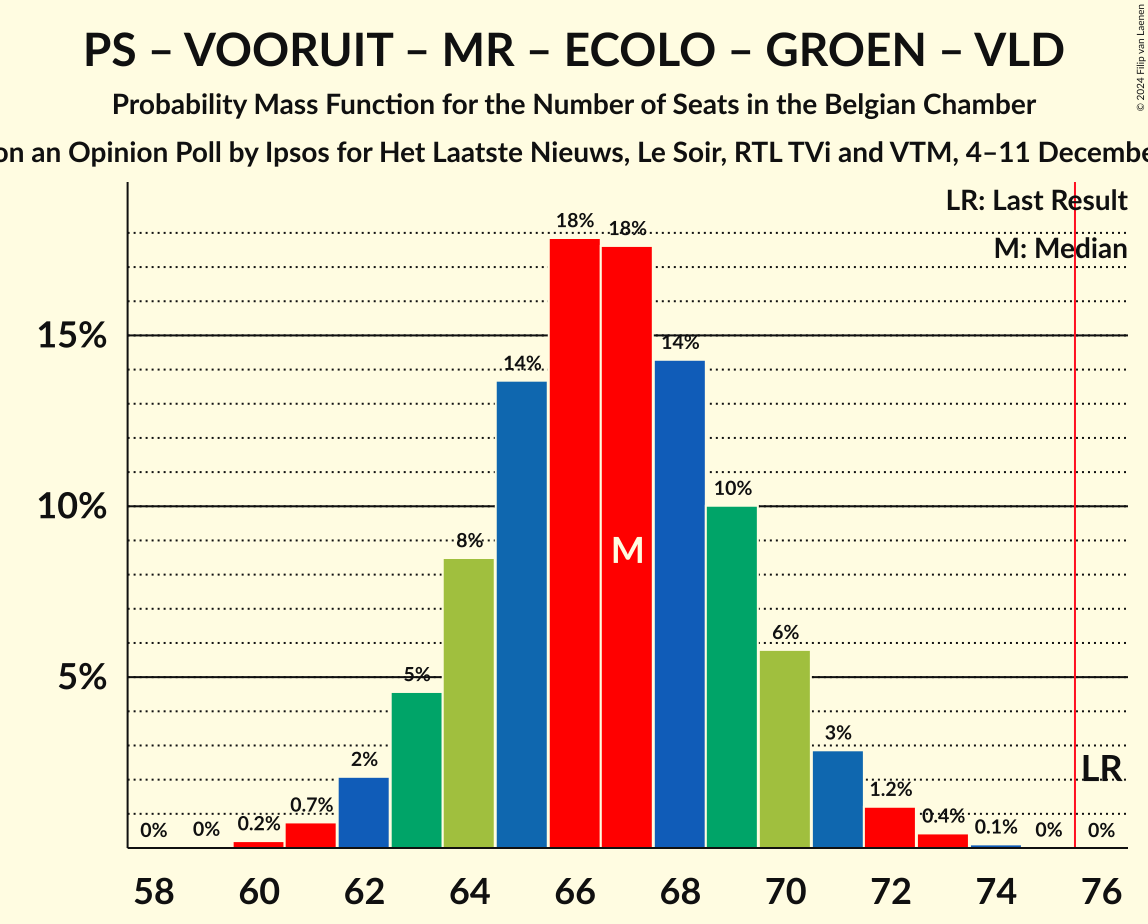 PS – VOORUIT – MR – ECOLO – GROEN – VLD
Probability Mass Function for the Number of Seats in the Belgian Chamber
on an Opinion Poll by Ipsos for Het Laatste Nieuws, Le Soir, RTL TVi and VTM, 4–11 Decembe
© 2024 Filip van Laenen
LR: Last Result
M: Median
15%
10%
5%
0% 0% 0.2% 0.7% 2% 5% 8% 14% 18% 18% 14% 10% 6% 3% 1.2% 0.4% 0.1% 0% 0%
M
LR
58 60 62 64 66 68 70 72 74 76